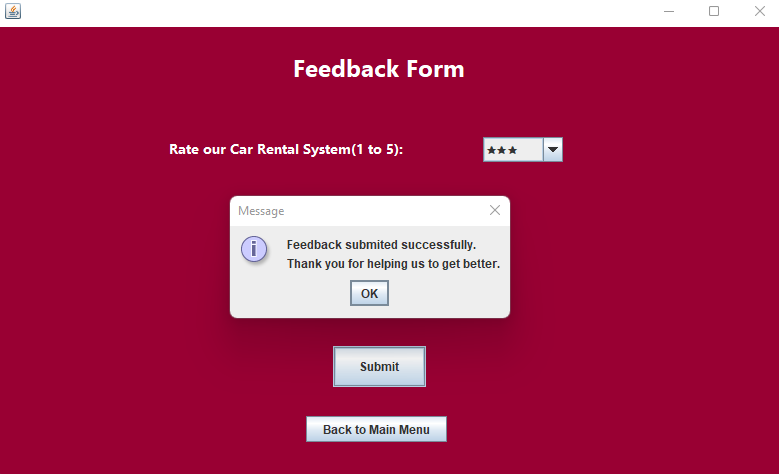 Feedback Form
Rate our Car Rental System(1 to 5):
★★★
Message
Feedback submited successfully.
Thank you for helping us to get better.
OK
Submit
Back to Main Menu